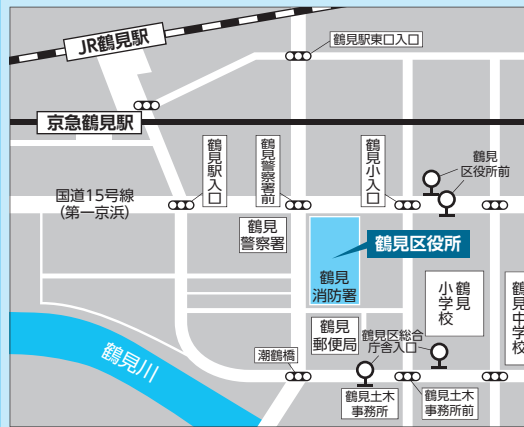 JR鶴見駅
鶴見駅東口入口
京急鶴見駅
鶴見駅入口
鶴見警察署前
鶴見小入口
鶴見
区役所前
国道15号線
(第一京浜)
鶴見
警察署
鶴見区役所
鶴見
消防署
鶴見
小学校
鶴見中学校
鶴見
郵便局
鶴見区総合
庁舎入口
鶴見川
潮鶴橋
鶴見土木
事務所
鶴見土木
事務所前